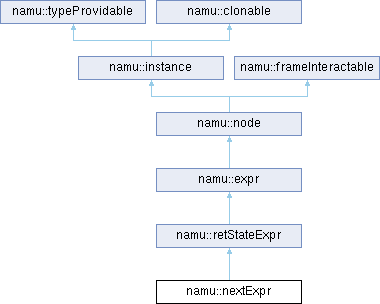 namu::typeProvidable namu::clonable
namu::instance namu::frameInteractable
namu::node
namu::expr
namu::retStateExpr
namu::nextExpr